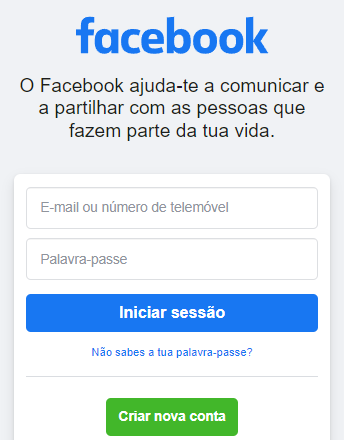 facebook
O Facebook ajuda-te a comunicar e
a partilhar com as pessoas que
fazem parte da tua vida.
E-mail ou número de telemóvel
Palavra-passe
Iniciar sessão
Não sabes a tua palavra-passe?
Criar nova conta